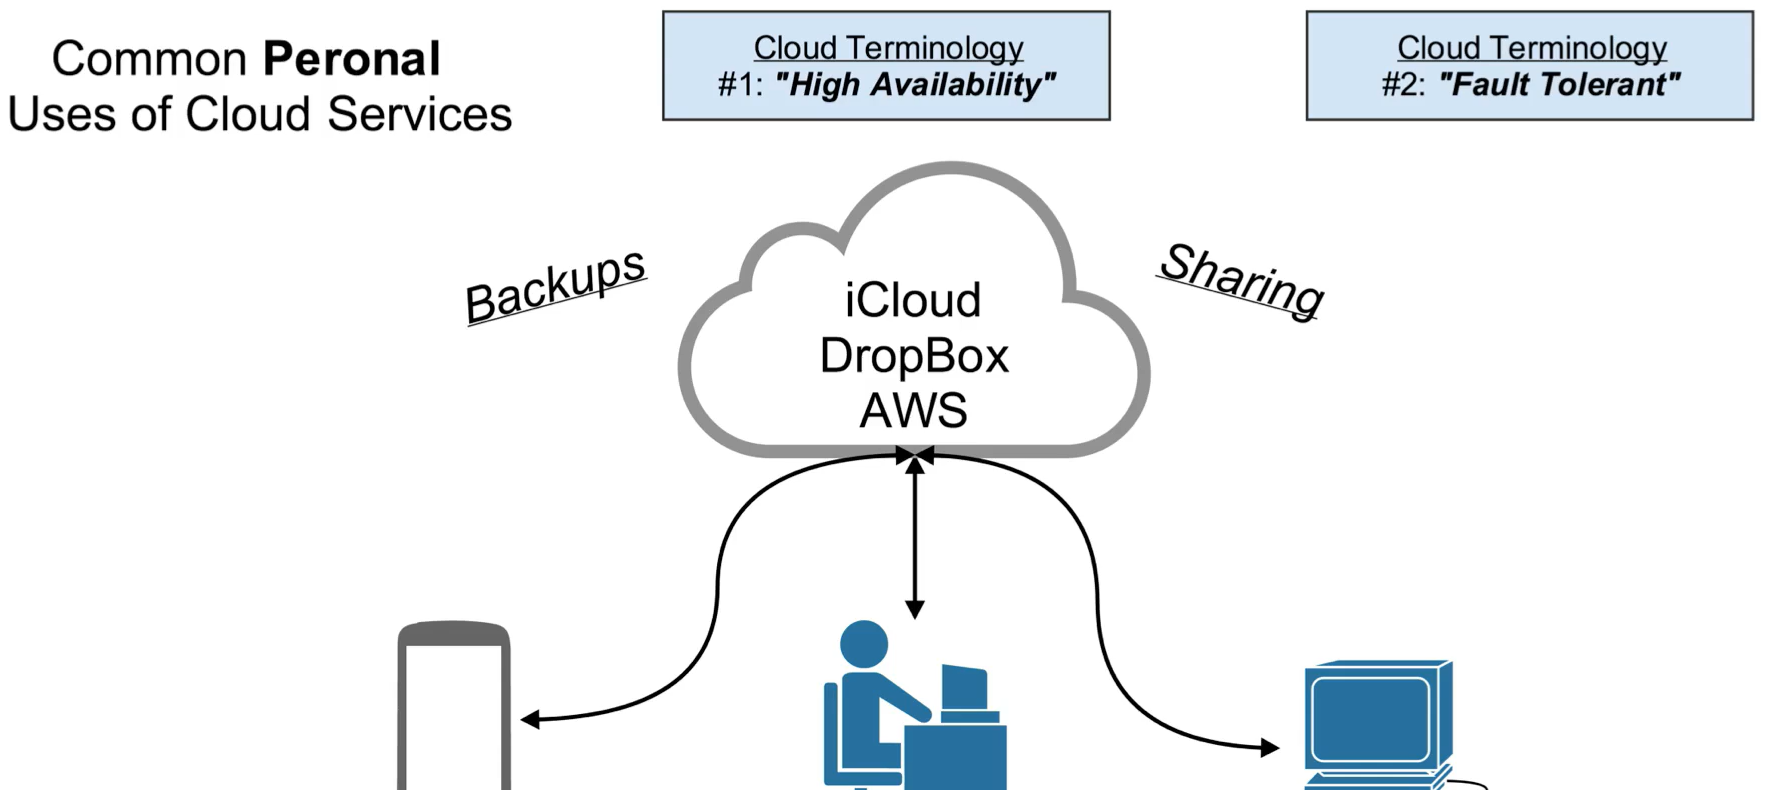 Common Peronal
Uses of Cloud Services
Cloud Terminology
#1: "High Availability"
Cloud Terminology
#2: "Fault Tolerant"
Backups
iCloud
DropBox
AWS
Sharing